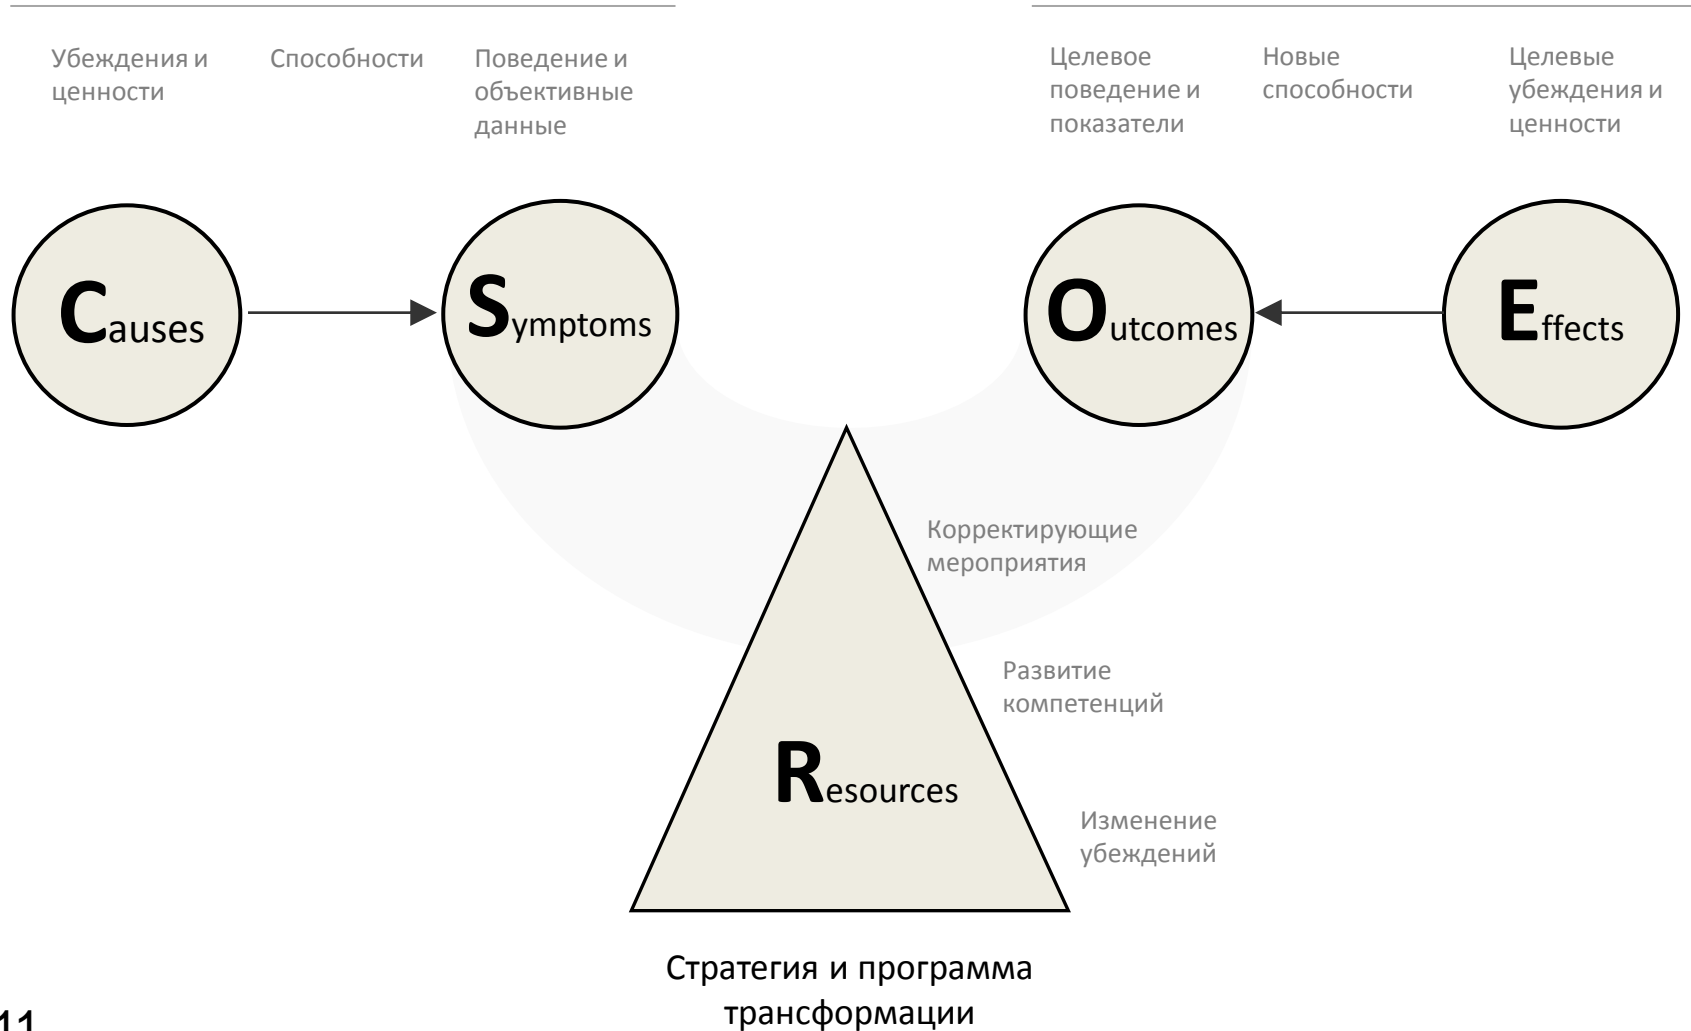 Убеждения и
ценности
Способности
Поведение и
объективные
данные
Целевое
поведение и
показатели
Новые
способности
Целевые
убеждения и
ценности
Causes
Symptoms
Outcomes
Effects
Корректирующие
мероприятия
Развитие
компетенций
Resources
Изменение
убеждений
Стратегия и программа
трансформации
11